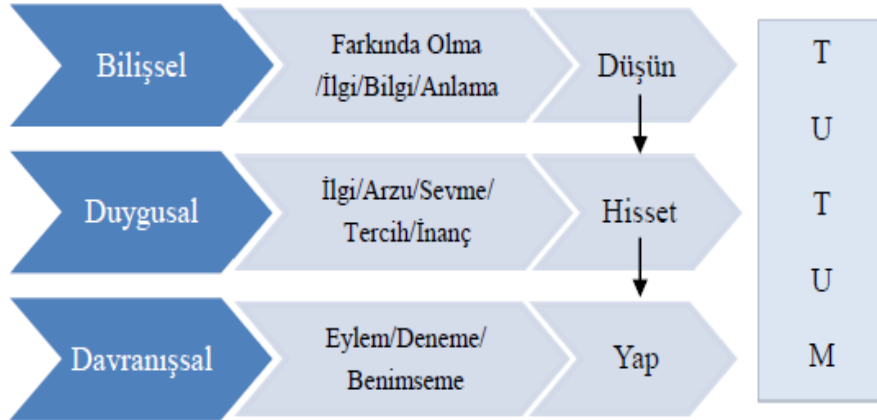 Bilişsel
Farkında Olma
/İlgi/Bilgi/Anlama
Düşün
Duygusal
İlgi/Arzu/Sevme/
Tercih/İnanç
Hisset
Davranışsal
Eylem/Deneme/
Benimseme
Yap
T
U
T
U
M